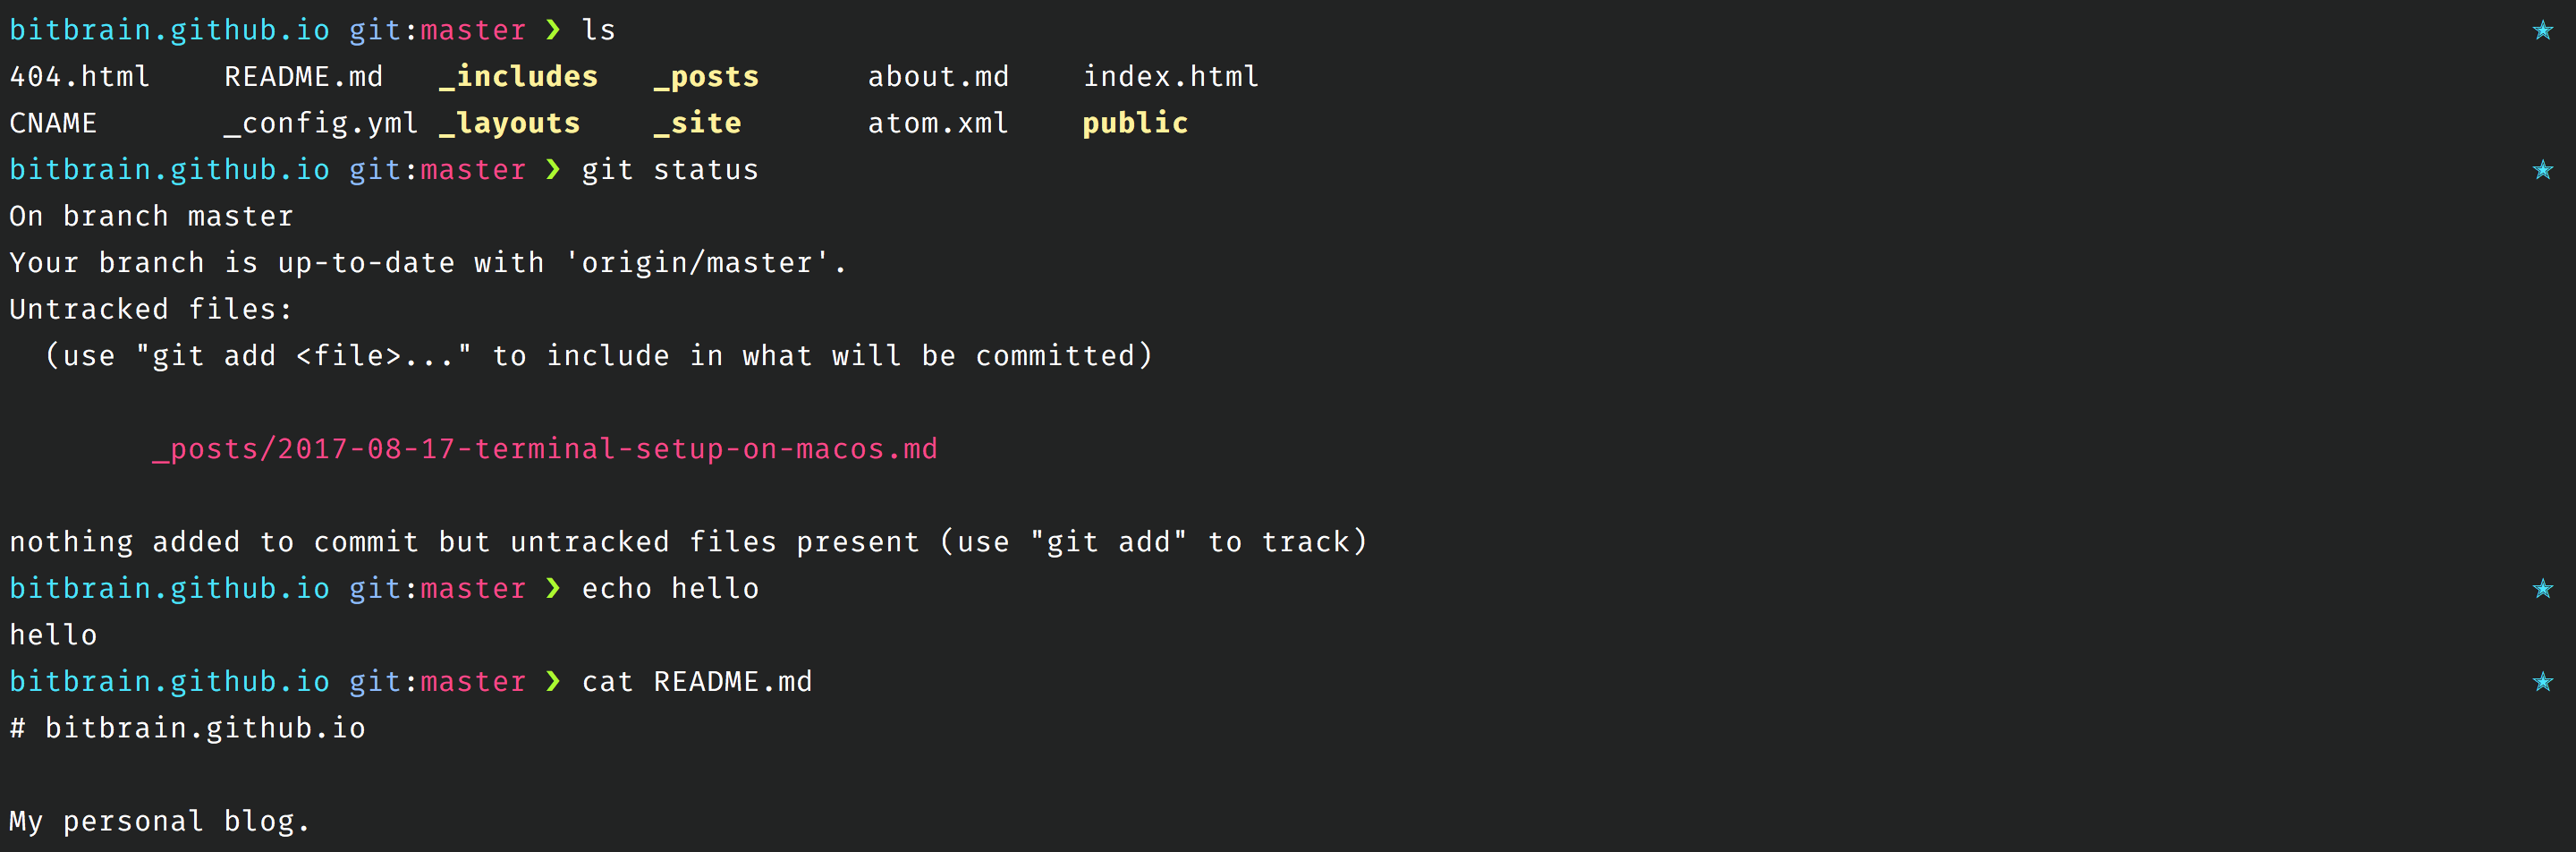 bitbrain.github.io git:master ❯ ls ★
404.html README.md _includes _posts about.md index.html
CNAME _config.yml _layouts _site atom.xml public
bitbrain.github.io git:master ❯ git status ★
On branch master
Your branch is up-to-date with 'origin/master'.
Untracked files:
  (use "git add <file>..." to include in what will be committed)
        _posts/2017-08-17-terminal-setup-on-macos.md
nothing added to commit but untracked files present (use "git add" to track)
bitbrain.github.io git:master ❯ echo hello ★
hello
bitbrain.github.io git:master ❯ cat README.md ★
# bitbrain.github.io
My personal blog.